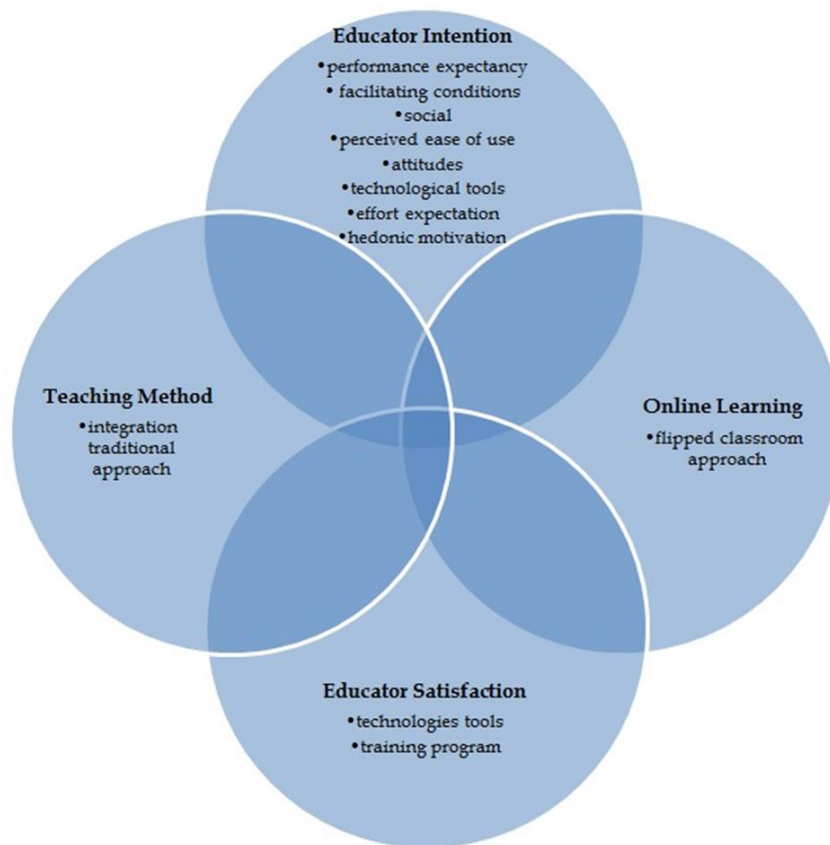 Educator Intention
•performance expectancy
• facilitating conditions
•social
•perceived ease of use
•attitudes
•technological tools
•effort expectation
•hedonic motivation
Teaching Method
•integration
traditional
approach
Online Learning
•flipped classroom
approach
Educator Satisfaction
•technologies tools
•training program